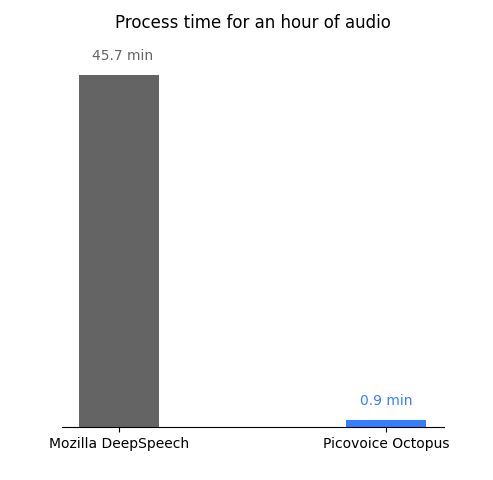 Process time for an hour of audio
45.7 min
0.9 min
Mozilla DeepSpeech
Picovoice Octopus